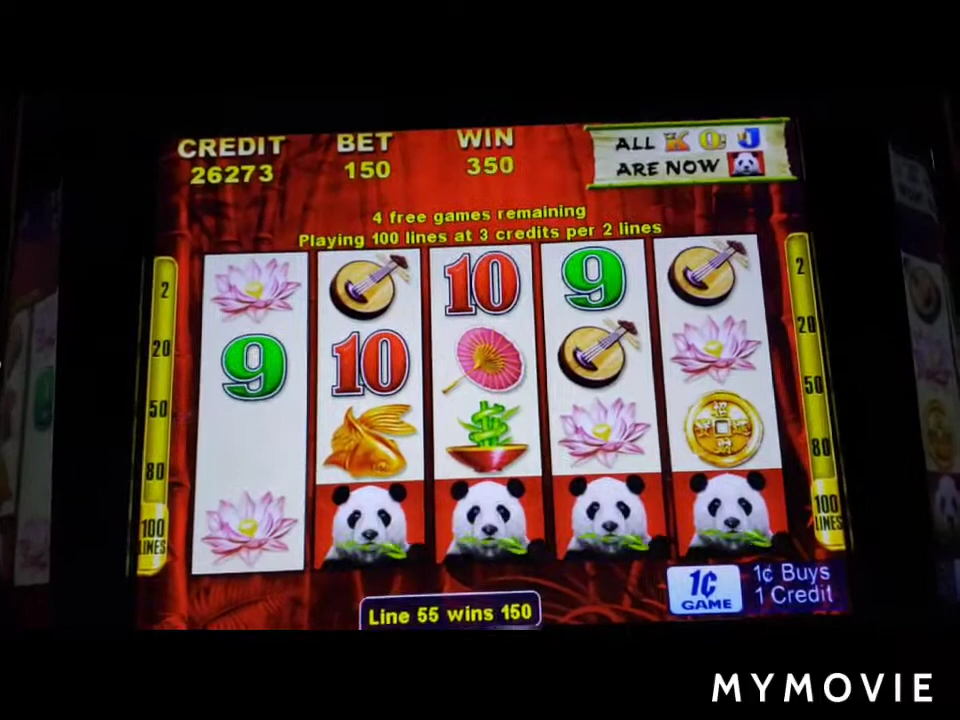 CREDIT BET WIN
26273 150 350
ALL K Q J
ARE NOW
4 free games remaining
Playing 100 lines at 3 credits per 2 lines
2 2
10 9
20 20
9 10
50 50
80 80
100 LINES 100 LINES
招
財
1¢ GAME
1¢ Buys
1 Credit
Line 55 wins 150
MYMOVIE